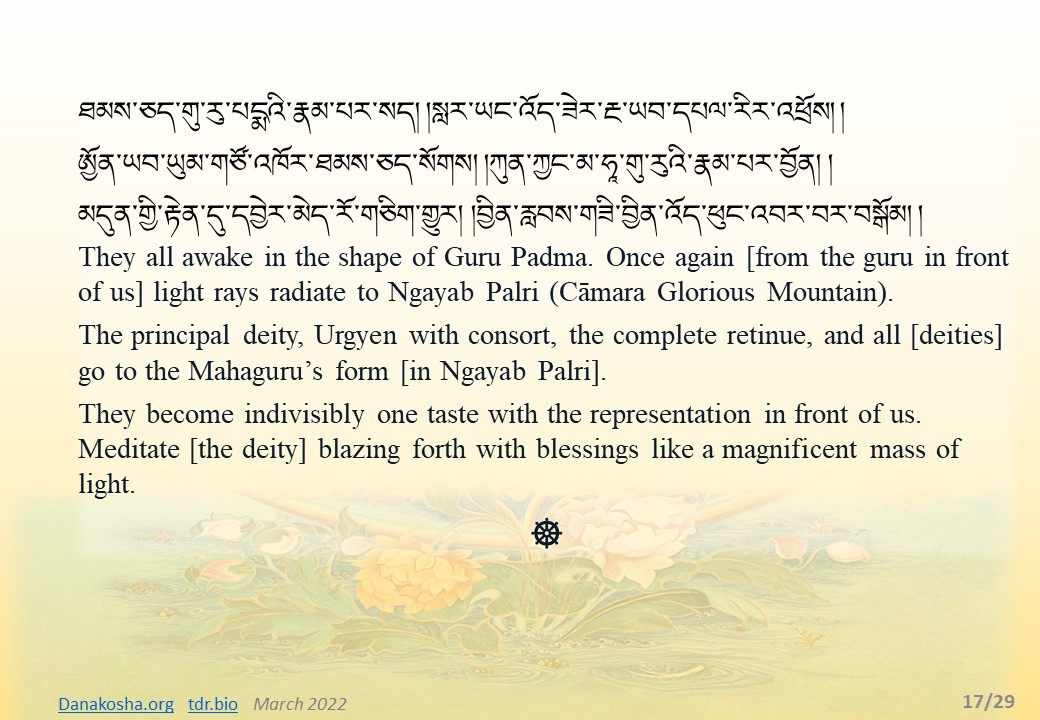 ཐམས་ཅད་གུ་རུ་པདྨའི་རྣམ་པར་སད། །སླར་ཡང་འོད་ཟེར་རྔ་ཡབ་དཔལ་རིར་འཕྲོས། །
ཨོྱན་ཡབ་ཡུམ་གཙོ་འཁོར་ཐམས་ཅད་སོགས། །ཀུན་ཀྱང་མ་ཧཱ་གུ་རུའི་རྣམ་པར་བྱོན། །
མདུན་གྱི་རྟེན་དུ་དབྱེར་མེད་རོ་གཅིག་གྱུར། །བྱིན་རླབས་གཟི་བྱིན་འོད་ཕུང་འབར་བར་བསྒོམ། །
They all awake in the shape of Guru Padma. Once again [from the guru in front
of us] light rays radiate to Ngayab Palri (Cāmara Glorious Mountain).
The principal deity, Urgyen with consort, the complete retinue, and all [deities]
go to the Mahaguru’s form [in Ngayab Palri].
They become indivisibly one taste with the representation in front of us.
Meditate [the deity] blazing forth with blessings like a magnificent mass of
light.
Danakosha.org tdr.bio March 2022
17/29